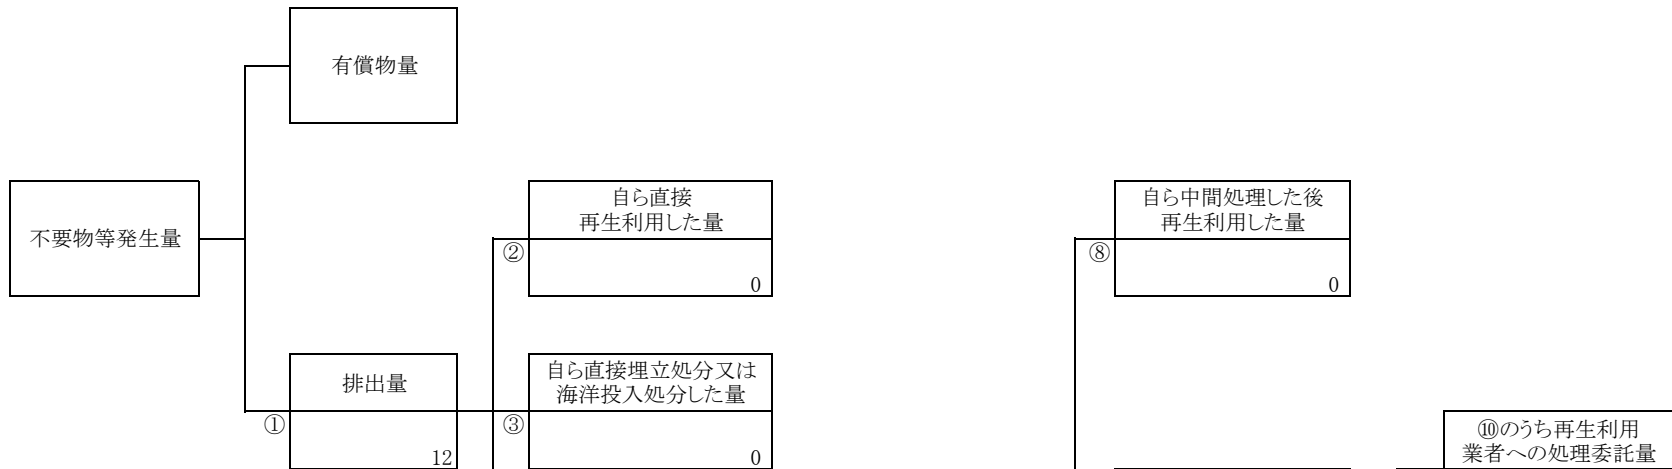 有償物量
不要物等発生量
自ら直接
再生利用した量
②
0
自ら中間処理した後
再生利用した量
⑧
0
排出量
①
12
自ら直接埋立処分又は
海洋投入処分した量
③
0
⑩のうち再生利用
業者への処理委託量